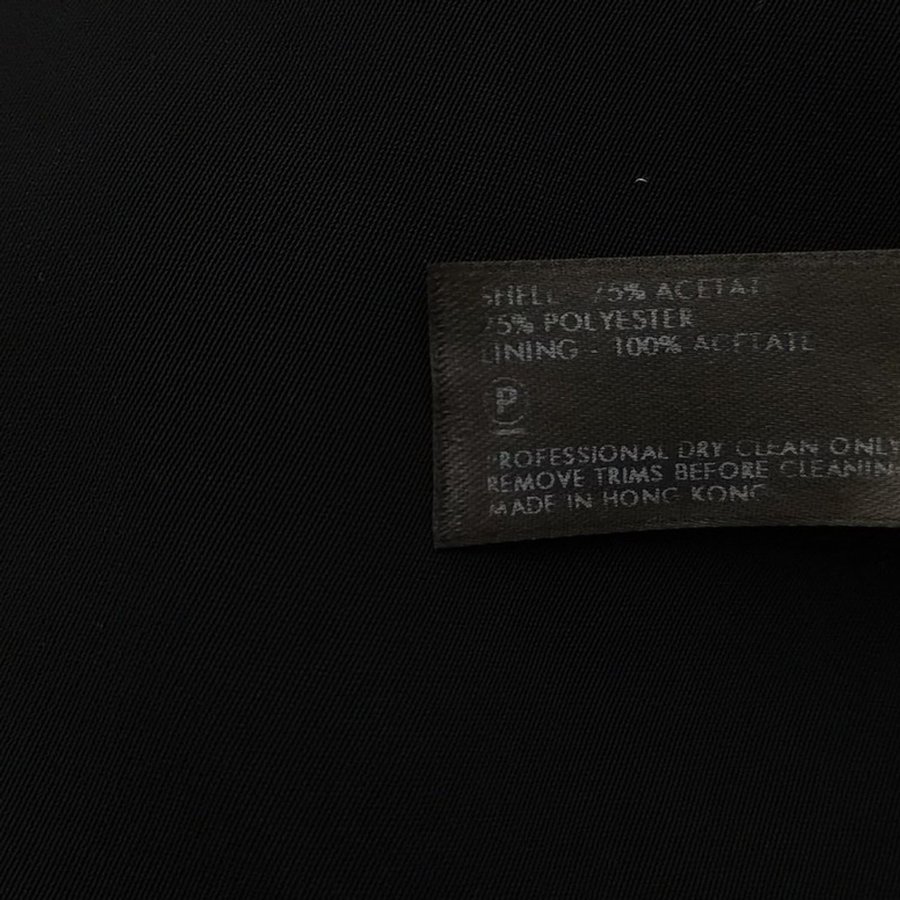 SHELL - 75% ACETATE
25% POLYESTER
LINING - 100% ACETATE
P
PROFESSIONAL DRY CLEAN ONLY
REMOVE TRIMS BEFORE CLEANIN
MADE IN HONG KONG